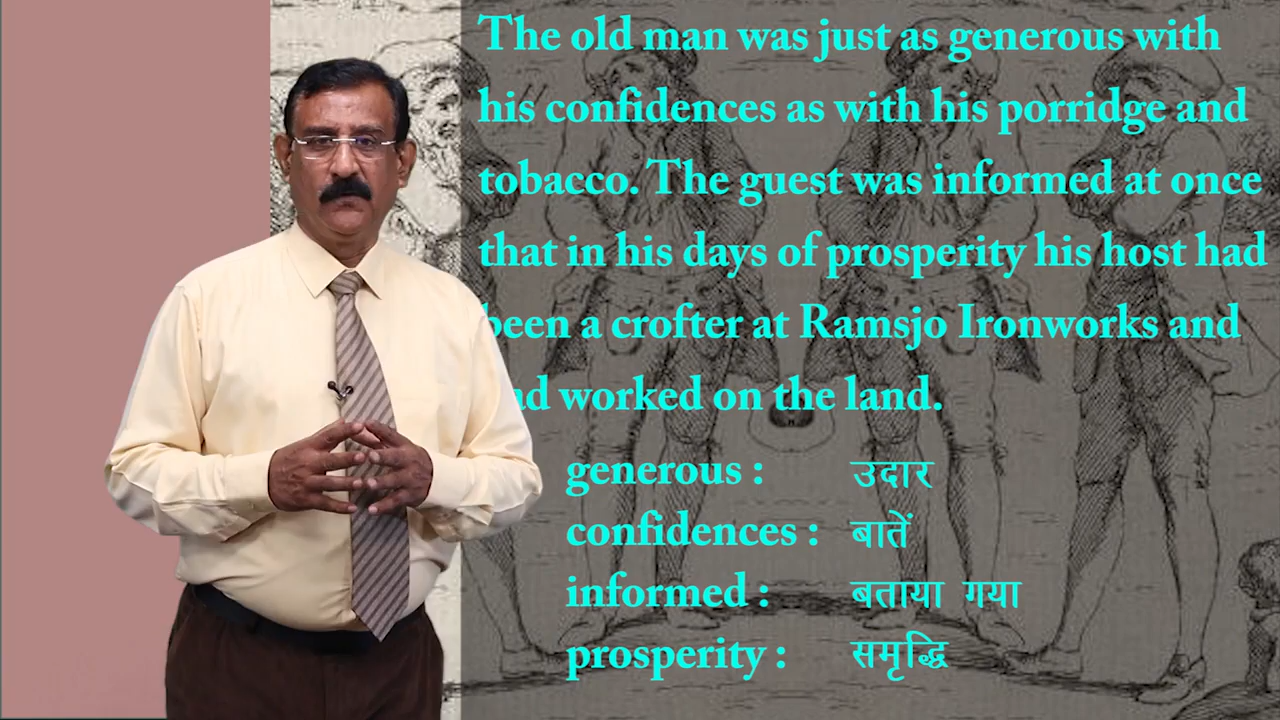 The old man was just as generous with
his confidences as with his porridge and
tobacco. The guest was informed at once
that in his days of prosperity his host had
been a crofter at Ramsjo Ironworks and
and worked on the land.
generous : उदार
confidences : बातें
informed : बताया गया
prosperity : समृद्धि